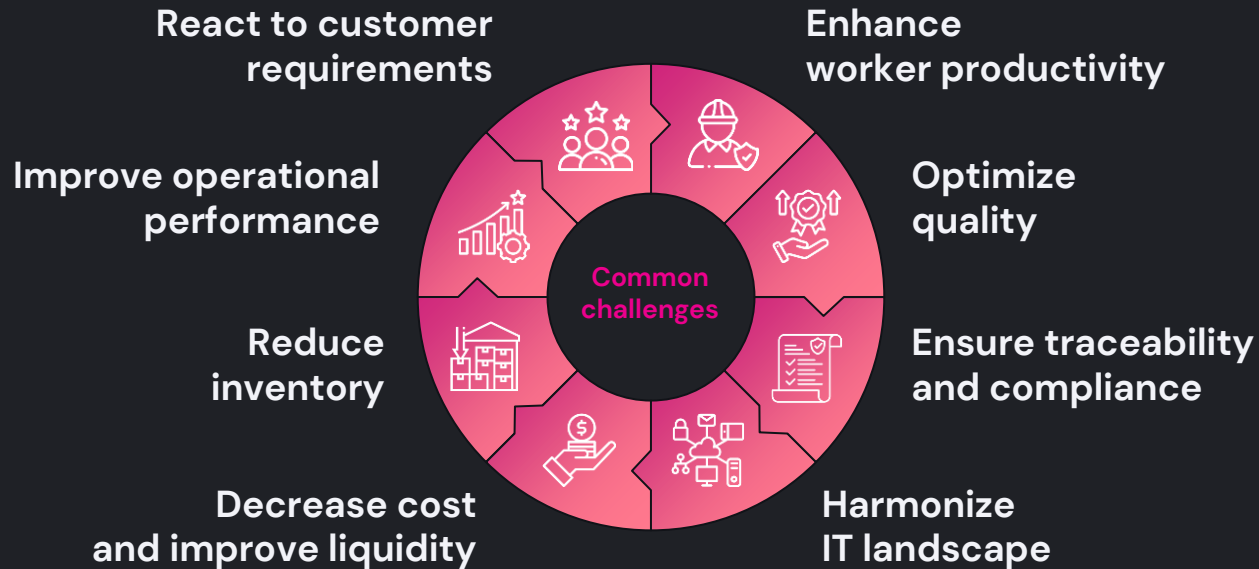 React to customer
requirements
Enhance
worker productivity
Improve operational
performance
Optimize
quality
Common
challenges
Reduce
inventory
Ensure traceability
and compliance
Decrease cost
and improve liquidity
Harmonize
IT landscape
$